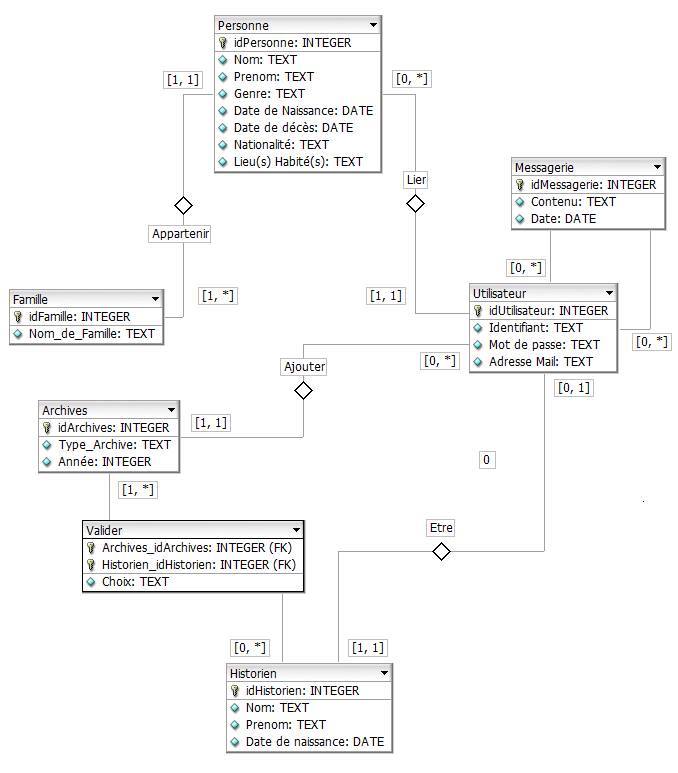 Personne
idPersonne: INTEGER
Nom: TEXT
Prenom: TEXT
Genre: TEXT
Date de Naissance: DATE
Date de décès: DATE
Nationalité: TEXT
Lieu(s) Habité(s): TEXT
[1, 1]
[0, *]
Lier
Appartenir
Messagerie
idMessagerie: INTEGER
Contenu: TEXT
Date: DATE
[0, *]
[1, *]
[1, 1]
Famille
idFamille: INTEGER
Nom_de_Famille: TEXT
Utilisateur
idUtilisateur: INTEGER
Identifiant: TEXT
Mot de passe: TEXT
Adresse Mail: TEXT
[0, *]
Ajouter
[0, *]
[0, 1]
Archives
idArchives: INTEGER
Type_Archive: TEXT
Année: INTEGER
[1, 1]
0
[1, *]
Valider
Archives_idArchives: INTEGER (FK)
Historien_idHistorien: INTEGER (FK)
Choix: TEXT
Etre
[0, *]
[1, 1]
Historien
idHistorien: INTEGER
Nom: TEXT
Prenom: TEXT
Date de naissance: DATE